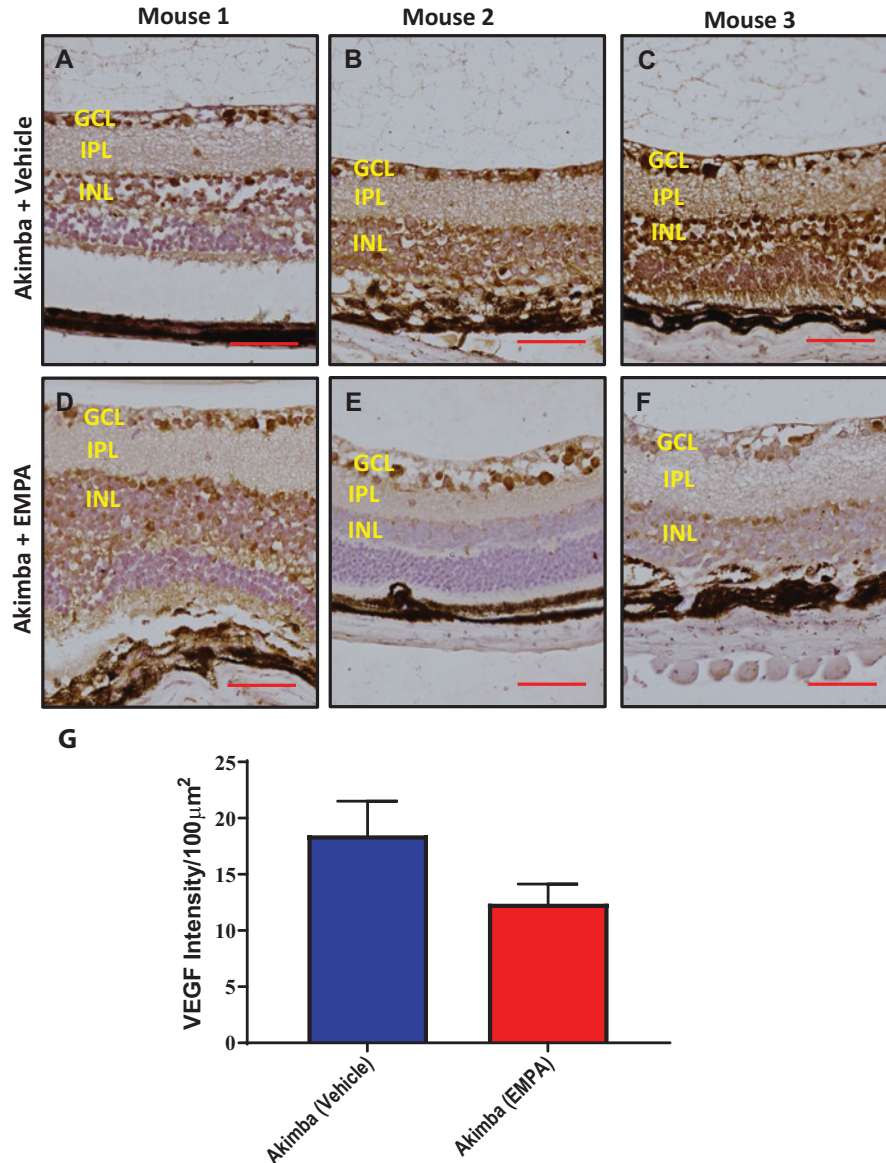 Mouse 1 Mouse 2 Mouse 3
Akimba + Vehicle
A
GCL
IPL
INL
B
GCL
IPL
INL
C
GCL
IPL
INL
Akimba + EMPA
D
GCL
IPL
INL
E
GCL
IPL
INL
F
GCL
IPL
INL
G
VEGF Intensity/100μm²
25
20
15
10
5
0
Akimba (Vehicle)
Akimba (EMPA)